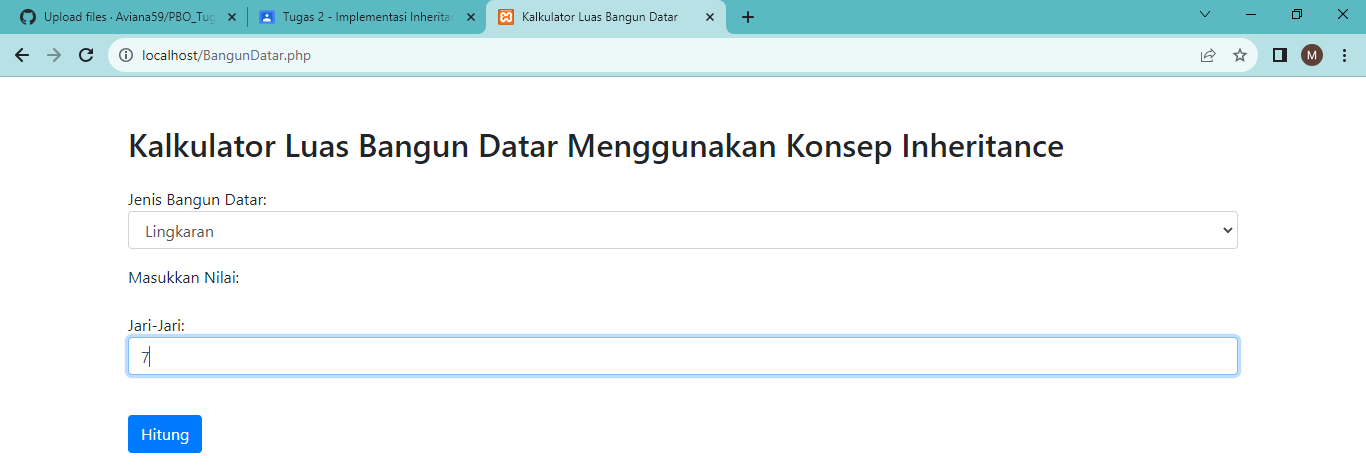 Upload files · Aviana59/PBO_Tug
Tugas 2 - Implementasi Inherita
Kalkulator Luas Bangun Datar
localhost/BangunDatar.php
M
Kalkulator Luas Bangun Datar Menggunakan Konsep Inheritance
Jenis Bangun Datar:
Lingkaran
Masukkan Nilai:
Jari-Jari:
7
Hitung